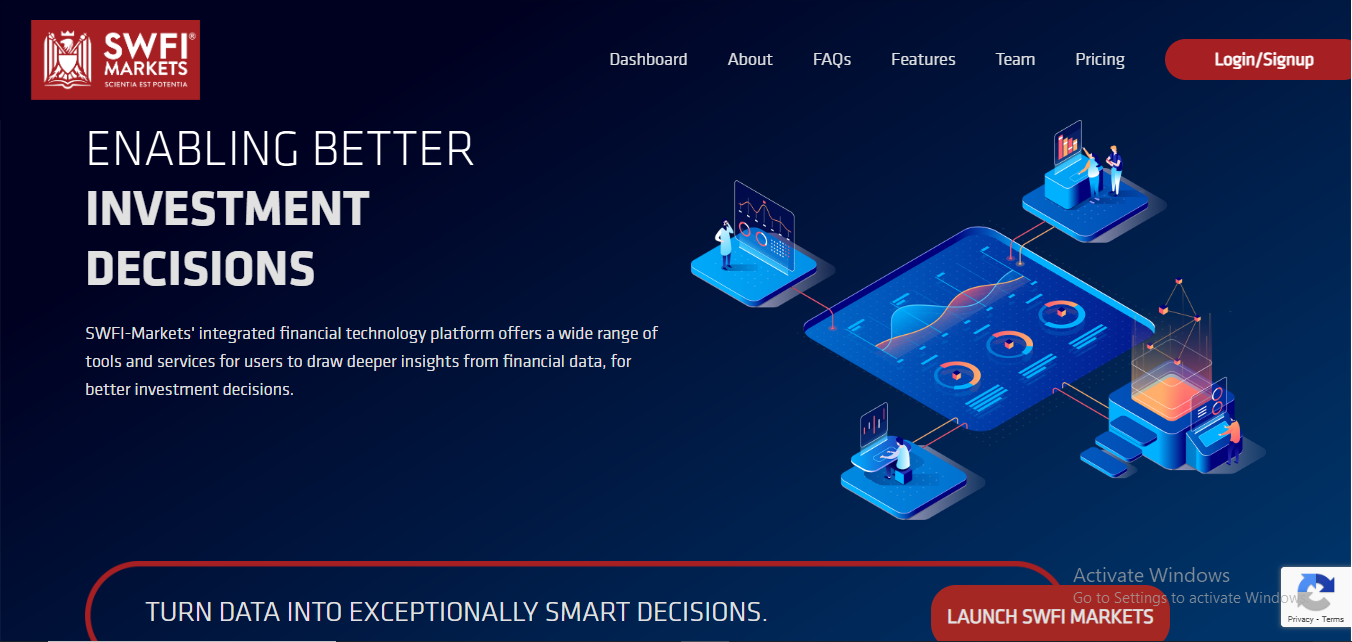 SWFI®
MARKETS
SCIENTIA EST POTENTIA
Dashboard About FAQs Features Team Pricing Login/Signup
ENABLING BETTER
INVESTMENT
DECISIONS
SWFI-Markets' integrated financial technology platform offers a wide range of
tools and services for users to draw deeper insights from financial data, for
better investment decisions.
TURN DATA INTO EXCEPTIONALLY SMART DECISIONS.
LAUNCH SWFI MARKETS
Activate Windows
Go to Settings to activate Windows
Privacy - Terms